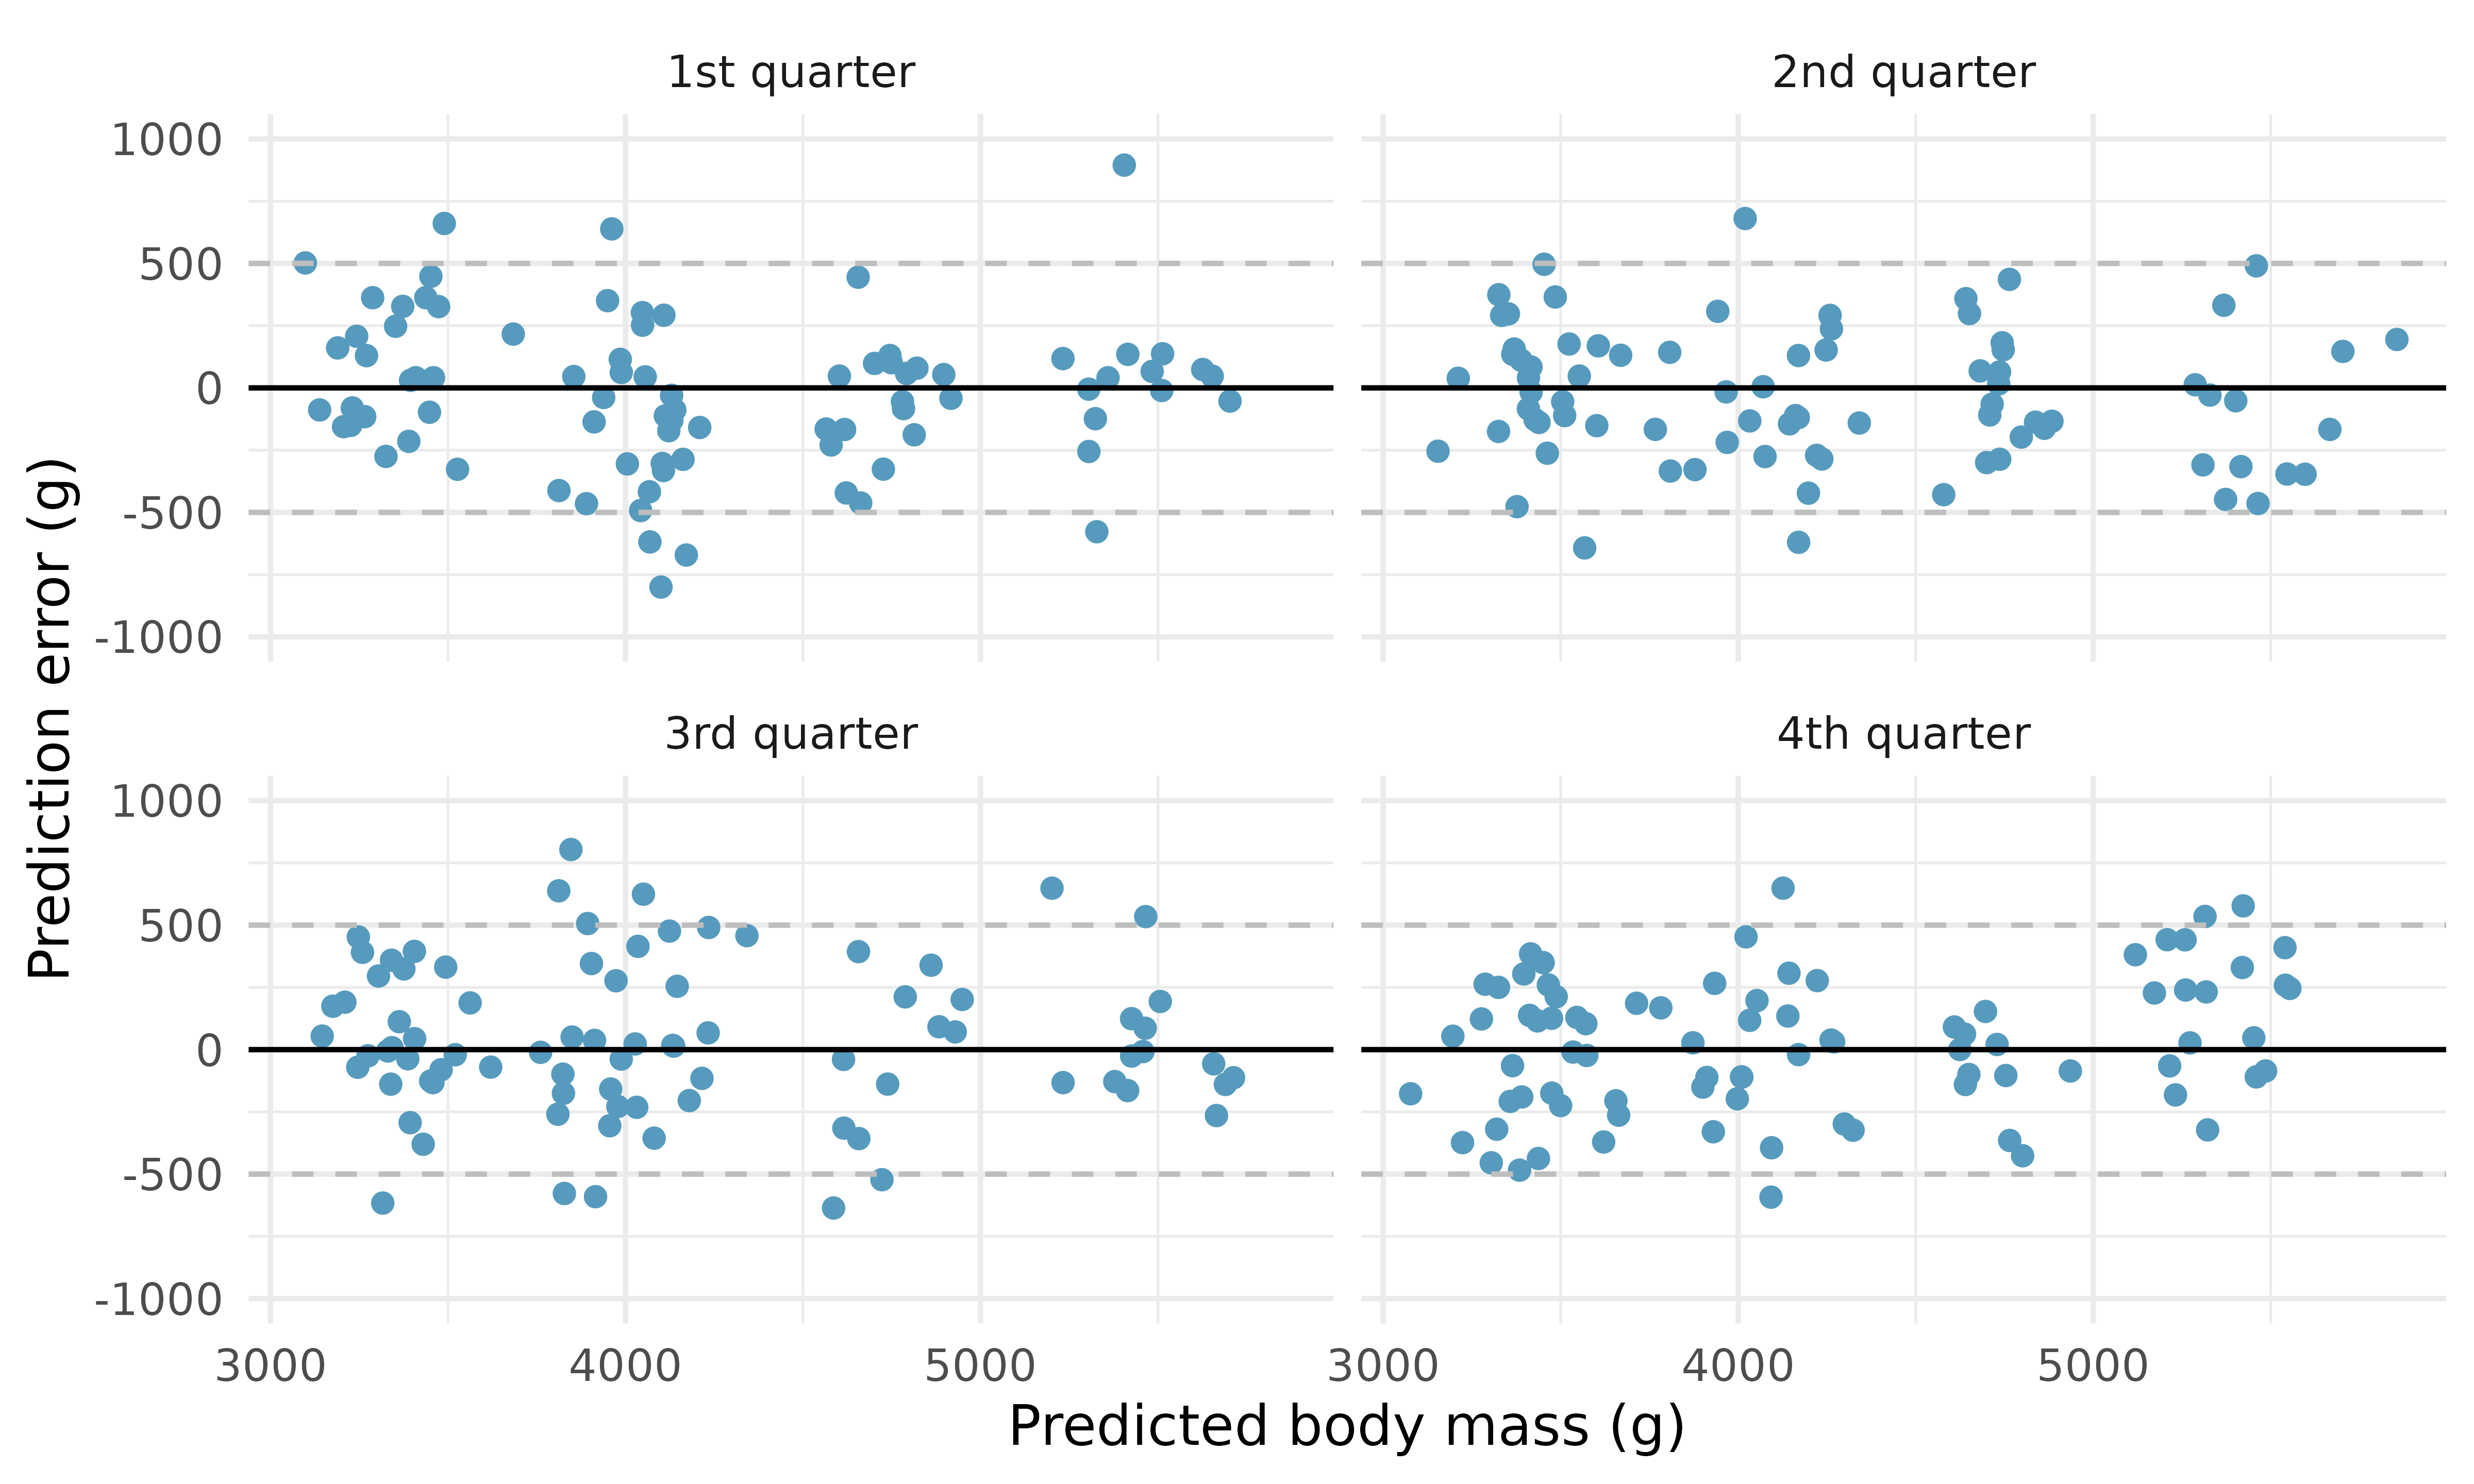 1st quarter
2nd quarter
1000
500
0
-500
-1000
3rd quarter
4th quarter
1000
500
0
-500
-1000
3000
4000
5000
3000
4000
5000
Predicted body mass (g)
Prediction error (g)